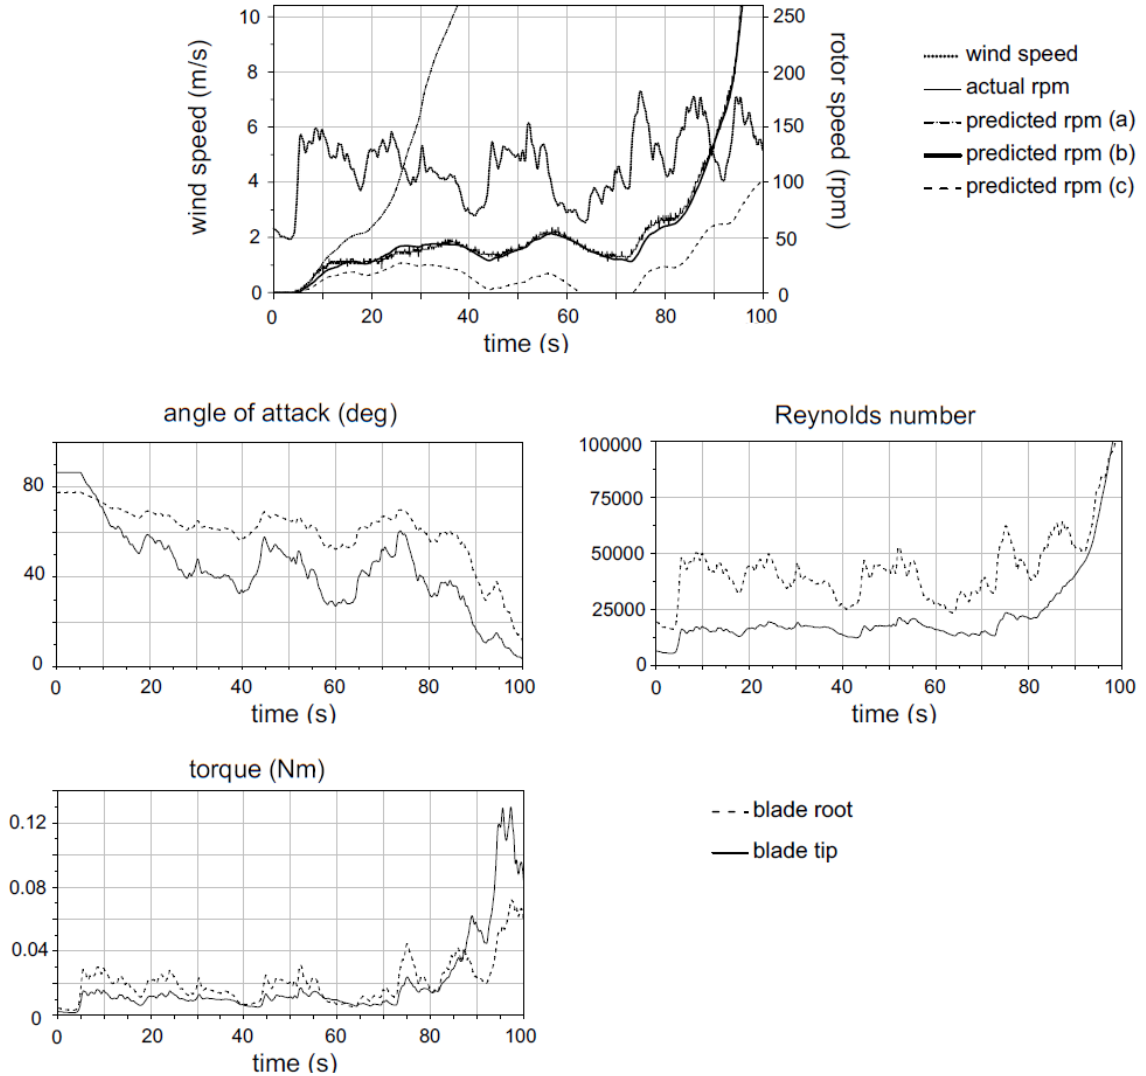 10
8
6
4
2
0
wind speed (m/s)
250
200
150
100
50
0
rotor speed (rpm)
0 20 40 60 80 100
time (s)
wind speed
actual rpm
predicted rpm (a)
predicted rpm (b)
predicted rpm (c)
angle of attack (deg)
80
40
0
0 20 40 60 80 100
time (s)
Reynolds number
100000
75000
50000
25000
0
0 20 40 60 80 100
time (s)
torque (Nm)
0.12
0.08
0.04
0
0 20 40 60 80 100
time (s)
blade root
blade tip